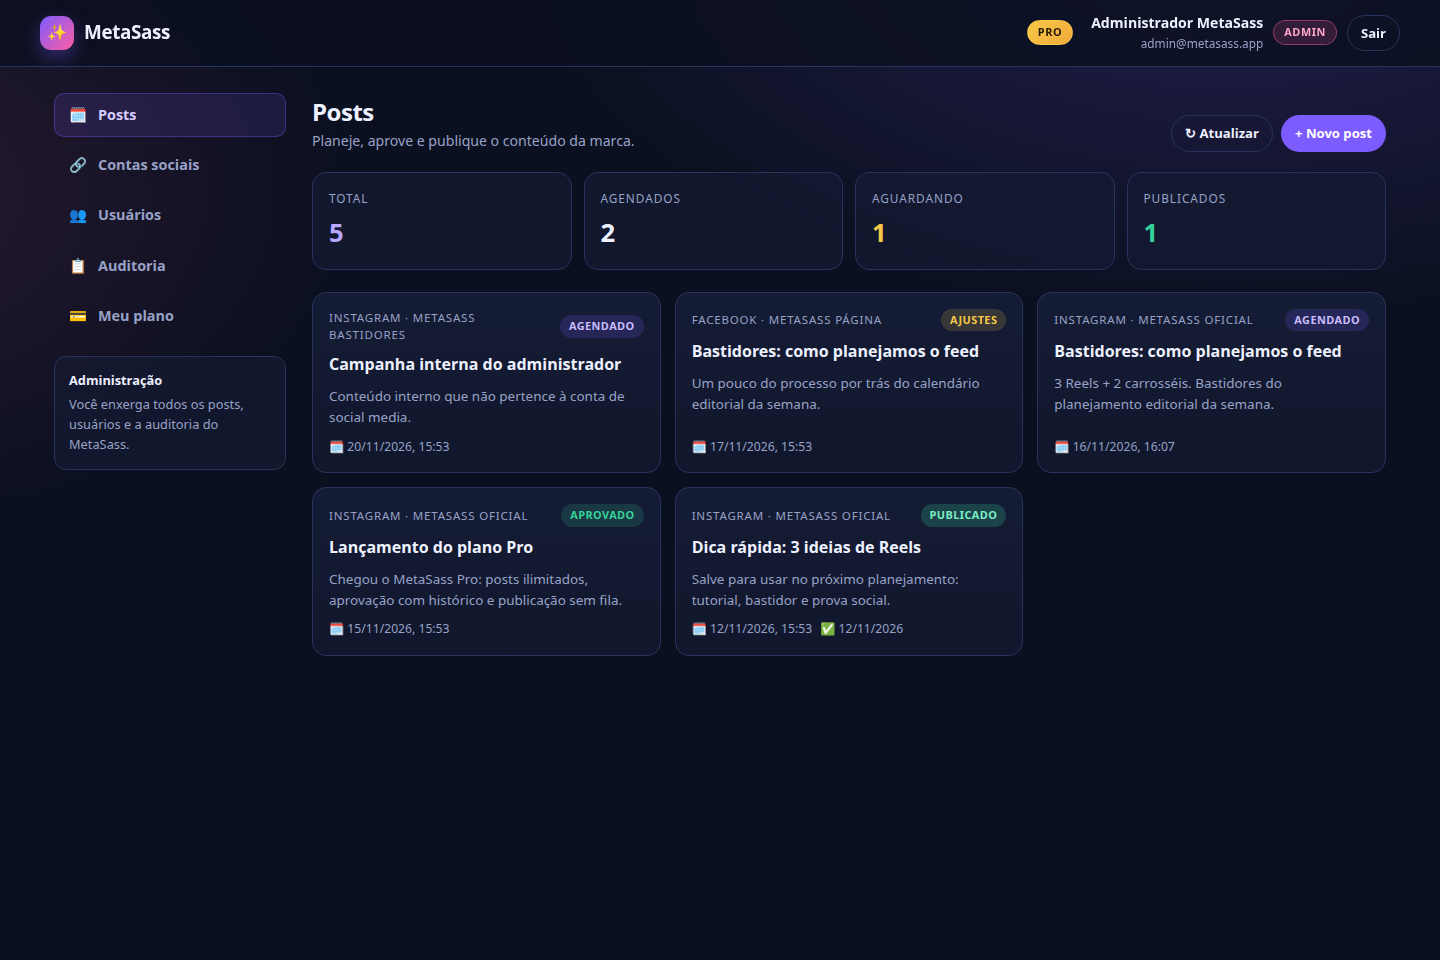 MetaSass
PRO
Administrador MetaSass
admin@metasass.app
ADMIN
Sair
Posts
Contas sociais
Usuários
Auditoria
Meu plano
Administração
Você enxerga todos os posts,
usuários e a auditoria do
MetaSass.
Posts
Planeje, aprove e publique o conteúdo da marca.
↻ Atualizar
+ Novo post
TOTAL
5
AGENDADOS
2
AGUARDANDO
1
PUBLICADOS
1
INSTAGRAM · METASASS
BASTIDORES
AGENDADO
Campanha interna do administrador
Conteúdo interno que não pertence à conta de
social media.
20/11/2026, 15:53
FACEBOOK · METASASS PÁGINA
AJUSTES
Bastidores: como planejamos o feed
Um pouco do processo por trás do calendário
editorial da semana.
17/11/2026, 15:53
INSTAGRAM · METASASS OFICIAL
AGENDADO
Bastidores: como planejamos o feed
3 Reels + 2 carrosséis. Bastidores do
planejamento editorial da semana.
16/11/2026, 16:07
INSTAGRAM · METASASS OFICIAL
APROVADO
Lançamento do plano Pro
Chegou o MetaSass Pro: posts ilimitados,
aprovação com histórico e publicação sem fila.
15/11/2026, 15:53
INSTAGRAM · METASASS OFICIAL
PUBLICADO
Dica rápida: 3 ideias de Reels
Salve para usar no próximo planejamento:
tutorial, bastidor e prova social.
12/11/2026, 15:53 ✅ 12/11/2026